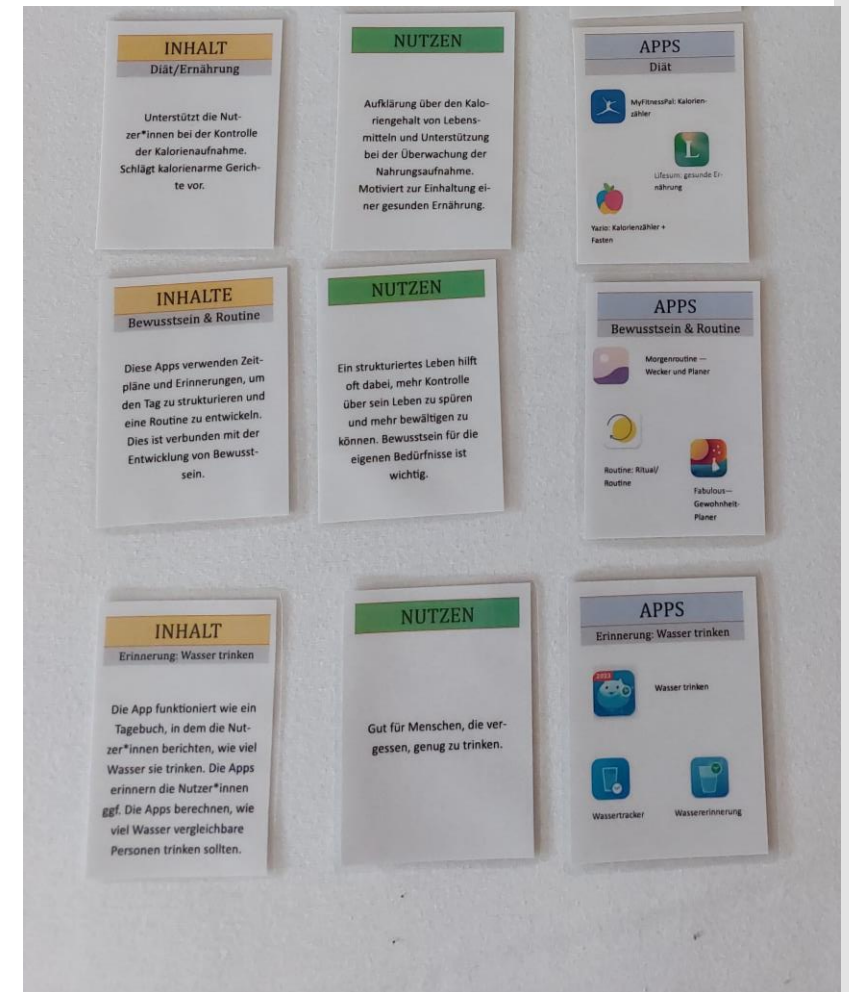 INHALT
Diät/Ernährung
Unterstützt die Nut-
zer*innen bei der Kontrolle
der Kalorienaufnahme.
Schlägt kalorienarme Gerich-
te vor.
NUTZEN
Aufklärung über den Kalo-
riengehalt von Lebens-
mitteln und Unterstützung
bei der Überwachung der
Nahrungsaufnahme.
Motiviert zur Einhaltung ei-
ner gesunden Ernährung.
APPS
Diät
MyFitnessPal: Kalorien-
zähler
L
Lifesum: gesunde Er-
nährung
Yazio: Kalorienzähler +
Fasten
INHALTE
Bewusstsein & Routine
Diese Apps verwenden Zeit-
pläne und Erinnerungen, um
den Tag zu strukturieren und
eine Routine zu entwickeln.
Dies ist verbunden mit der
Entwicklung von Bewusst-
sein.
NUTZEN
Ein strukturiertes Leben hilft
oft dabei, mehr Kontrolle
über sein Leben zu spüren
und mehr bewältigen zu
können. Bewusstsein für die
eigenen Bedürfnisse ist
wichtig.
APPS
Bewusstsein & Routine
Morgenroutine —
Wecker und Planer
Routine: Ritual/
Routine
Fabulous—
Gewohnheit-
Planer
INHALT
Erinnerung: Wasser trinken
Die App funktioniert wie ein
Tagebuch, in dem die Nut-
zer*innen berichten, wie viel
Wasser sie trinken. Die Apps
erinnern die Nutzer*innen
ggf. Die Apps berechnen, wie
viel Wasser vergleichbare
Personen trinken sollten.
NUTZEN
Gut für Menschen, die ver-
gessen, genug zu trinken.
APPS
Erinnerung: Wasser trinken
2023
Wasser trinken
Wassertracker
Wassererinnerung